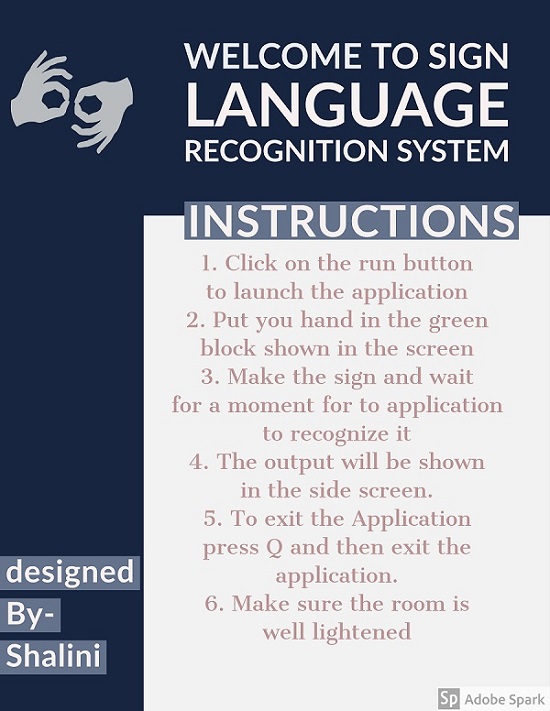 WELCOME TO SIGN
LANGUAGE
RECOGNITION SYSTEM
INSTRUCTIONS
1. Click on the run button
to launch the application
2. Put you hand in the green
block shown in the screen
3. Make the sign and wait
for a moment for to application
to recognize it
4. The output will be shown
in the side screen.
5. To exit the Application
press Q and then exit the
application.
6. Make sure the room is
well lightened
designed
By-
Shalini
Sp Adobe Spark